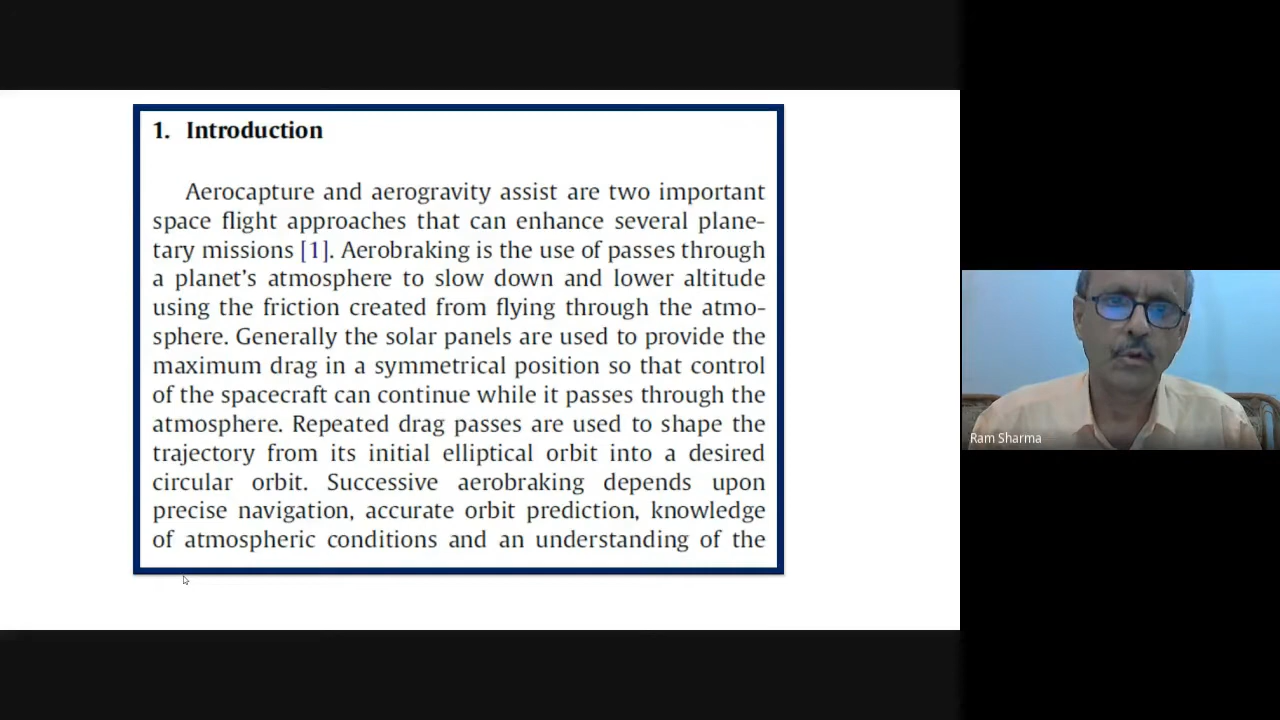 1. Introduction
Aerocapture and aerogravity assist are two important
space flight approaches that can enhance several plane-
tary missions [1]. Aerobraking is the use of passes through
a planet's atmosphere to slow down and lower altitude
using the friction created from flying through the atmo-
sphere. Generally the solar panels are used to provide the
maximum drag in a symmetrical position so that control
of the spacecraft can continue while it passes through the
atmosphere. Repeated drag passes are used to shape the
trajectory from its initial elliptical orbit into a desired
circular orbit. Successive aerobraking depends upon
precise navigation, accurate orbit prediction, knowledge
of atmospheric conditions and an understanding of the
Ram Sharma